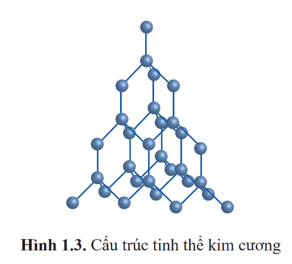 Hình 1.3. Cấu trúc tinh thể kim cương